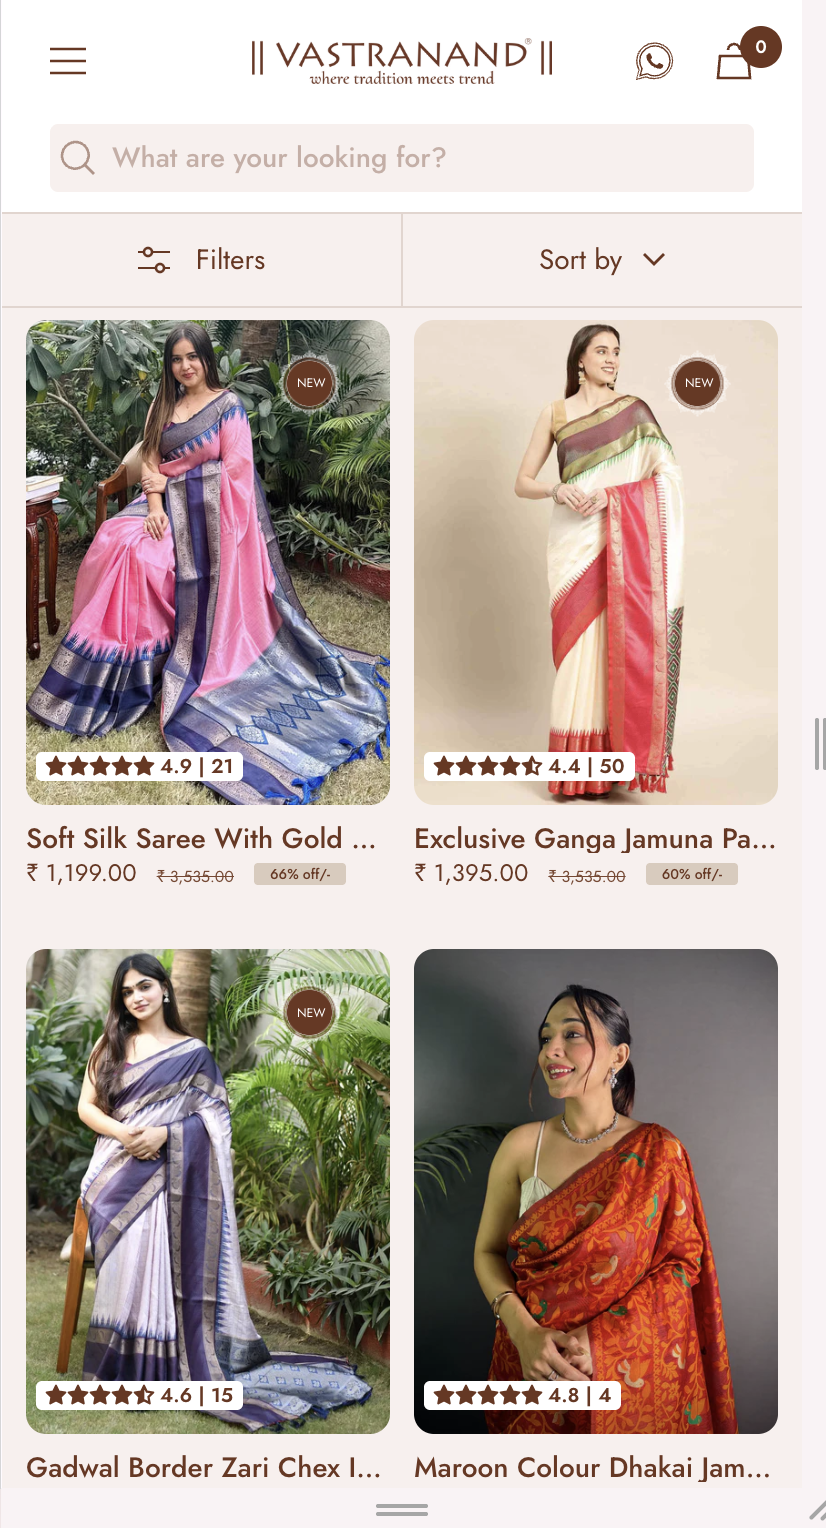 || VASTRANAND® ||
where tradition meets trend
0
What are your looking for?
Filters
Sort by
NEW
NEW
4.9 | 21
4.4 | 50
Soft Silk Saree With Gold ...
Exclusive Ganga Jamuna Pa...
₹ 1,199.00 ₹ 3,535.00 66% off/-
₹ 1,395.00 ₹ 3,535.00 60% off/-
NEW
4.6 | 15
4.8 | 4
Gadwal Border Zari Chex I...
Maroon Colour Dhakai Jam...